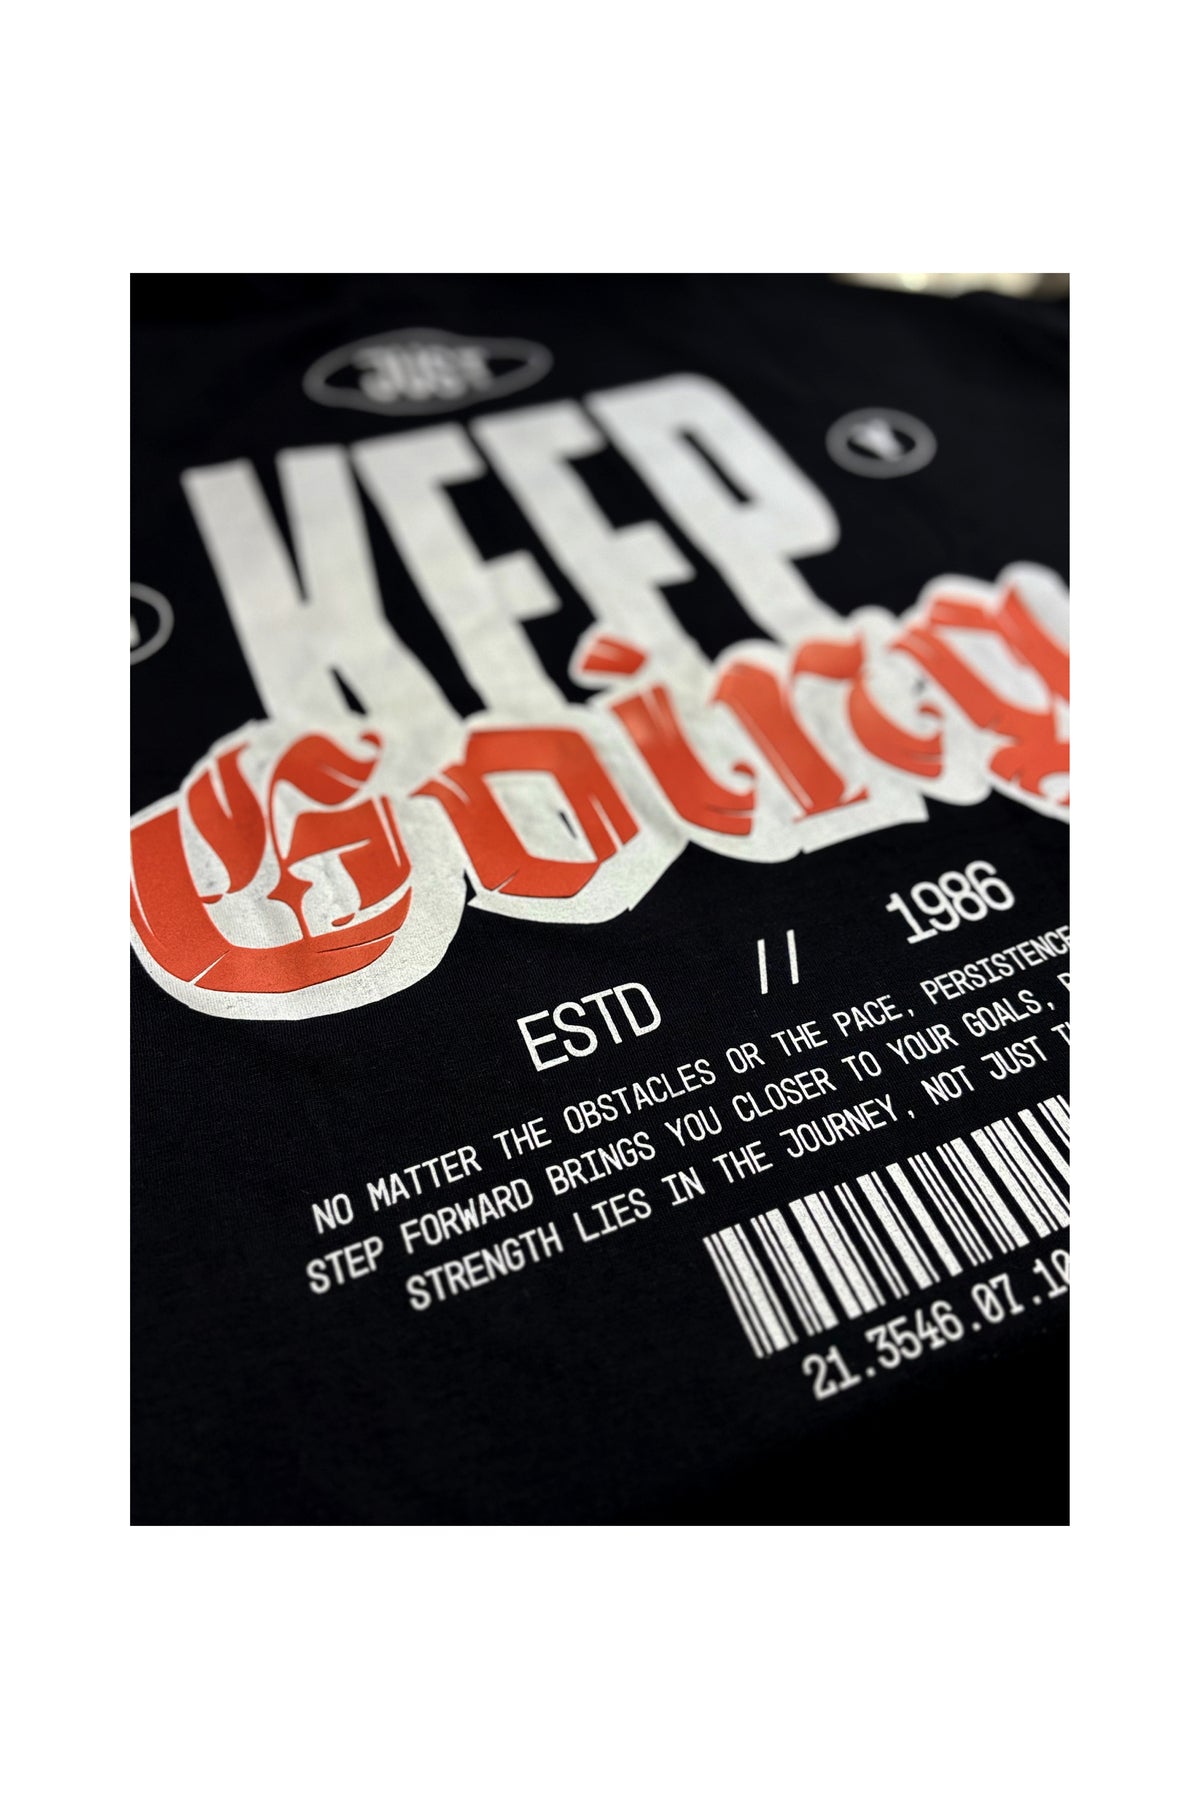 JUST
KEEP
Going
ESTD // 1986
NO MATTER THE OBSTACLES OR THE PACE, PERSISTENCE
STEP FORWARD BRINGS YOU CLOSER TO YOUR GOALS,
STRENGTH LIES IN THE JOURNEY, NOT JUST
21.3546.07.10